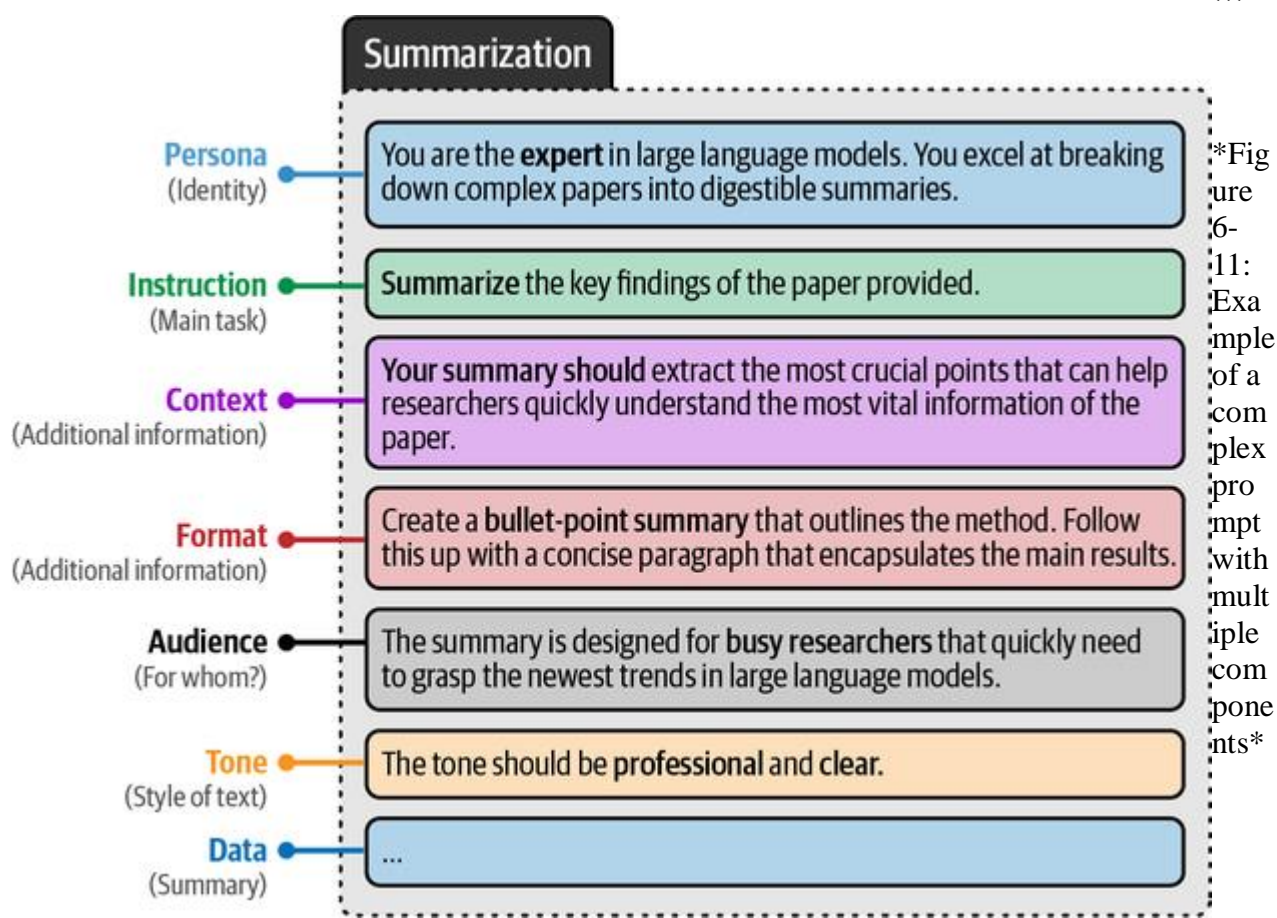 Summarization
Persona
(Identity)
You are the expert in large language models. You excel at breaking
down complex papers into digestible summaries.
Instruction
(Main task)
Summarize the key findings of the paper provided.
Context
(Additional information)
Your summary should extract the most crucial points that can help
researchers quickly understand the most vital information of the
paper.
Format
(Additional information)
Create a bullet-point summary that outlines the method. Follow
this up with a concise paragraph that encapsulates the main results.
Audience
(For whom?)
The summary is designed for busy researchers that quickly need
to grasp the newest trends in large language models.
Tone
(Style of text)
The tone should be professional and clear.
Data
(Summary)
...
*Fig
ure
6-
11:
Exa
mple
of a
com
plex
pro
mpt
with
mult
iple
com
pone
nts*